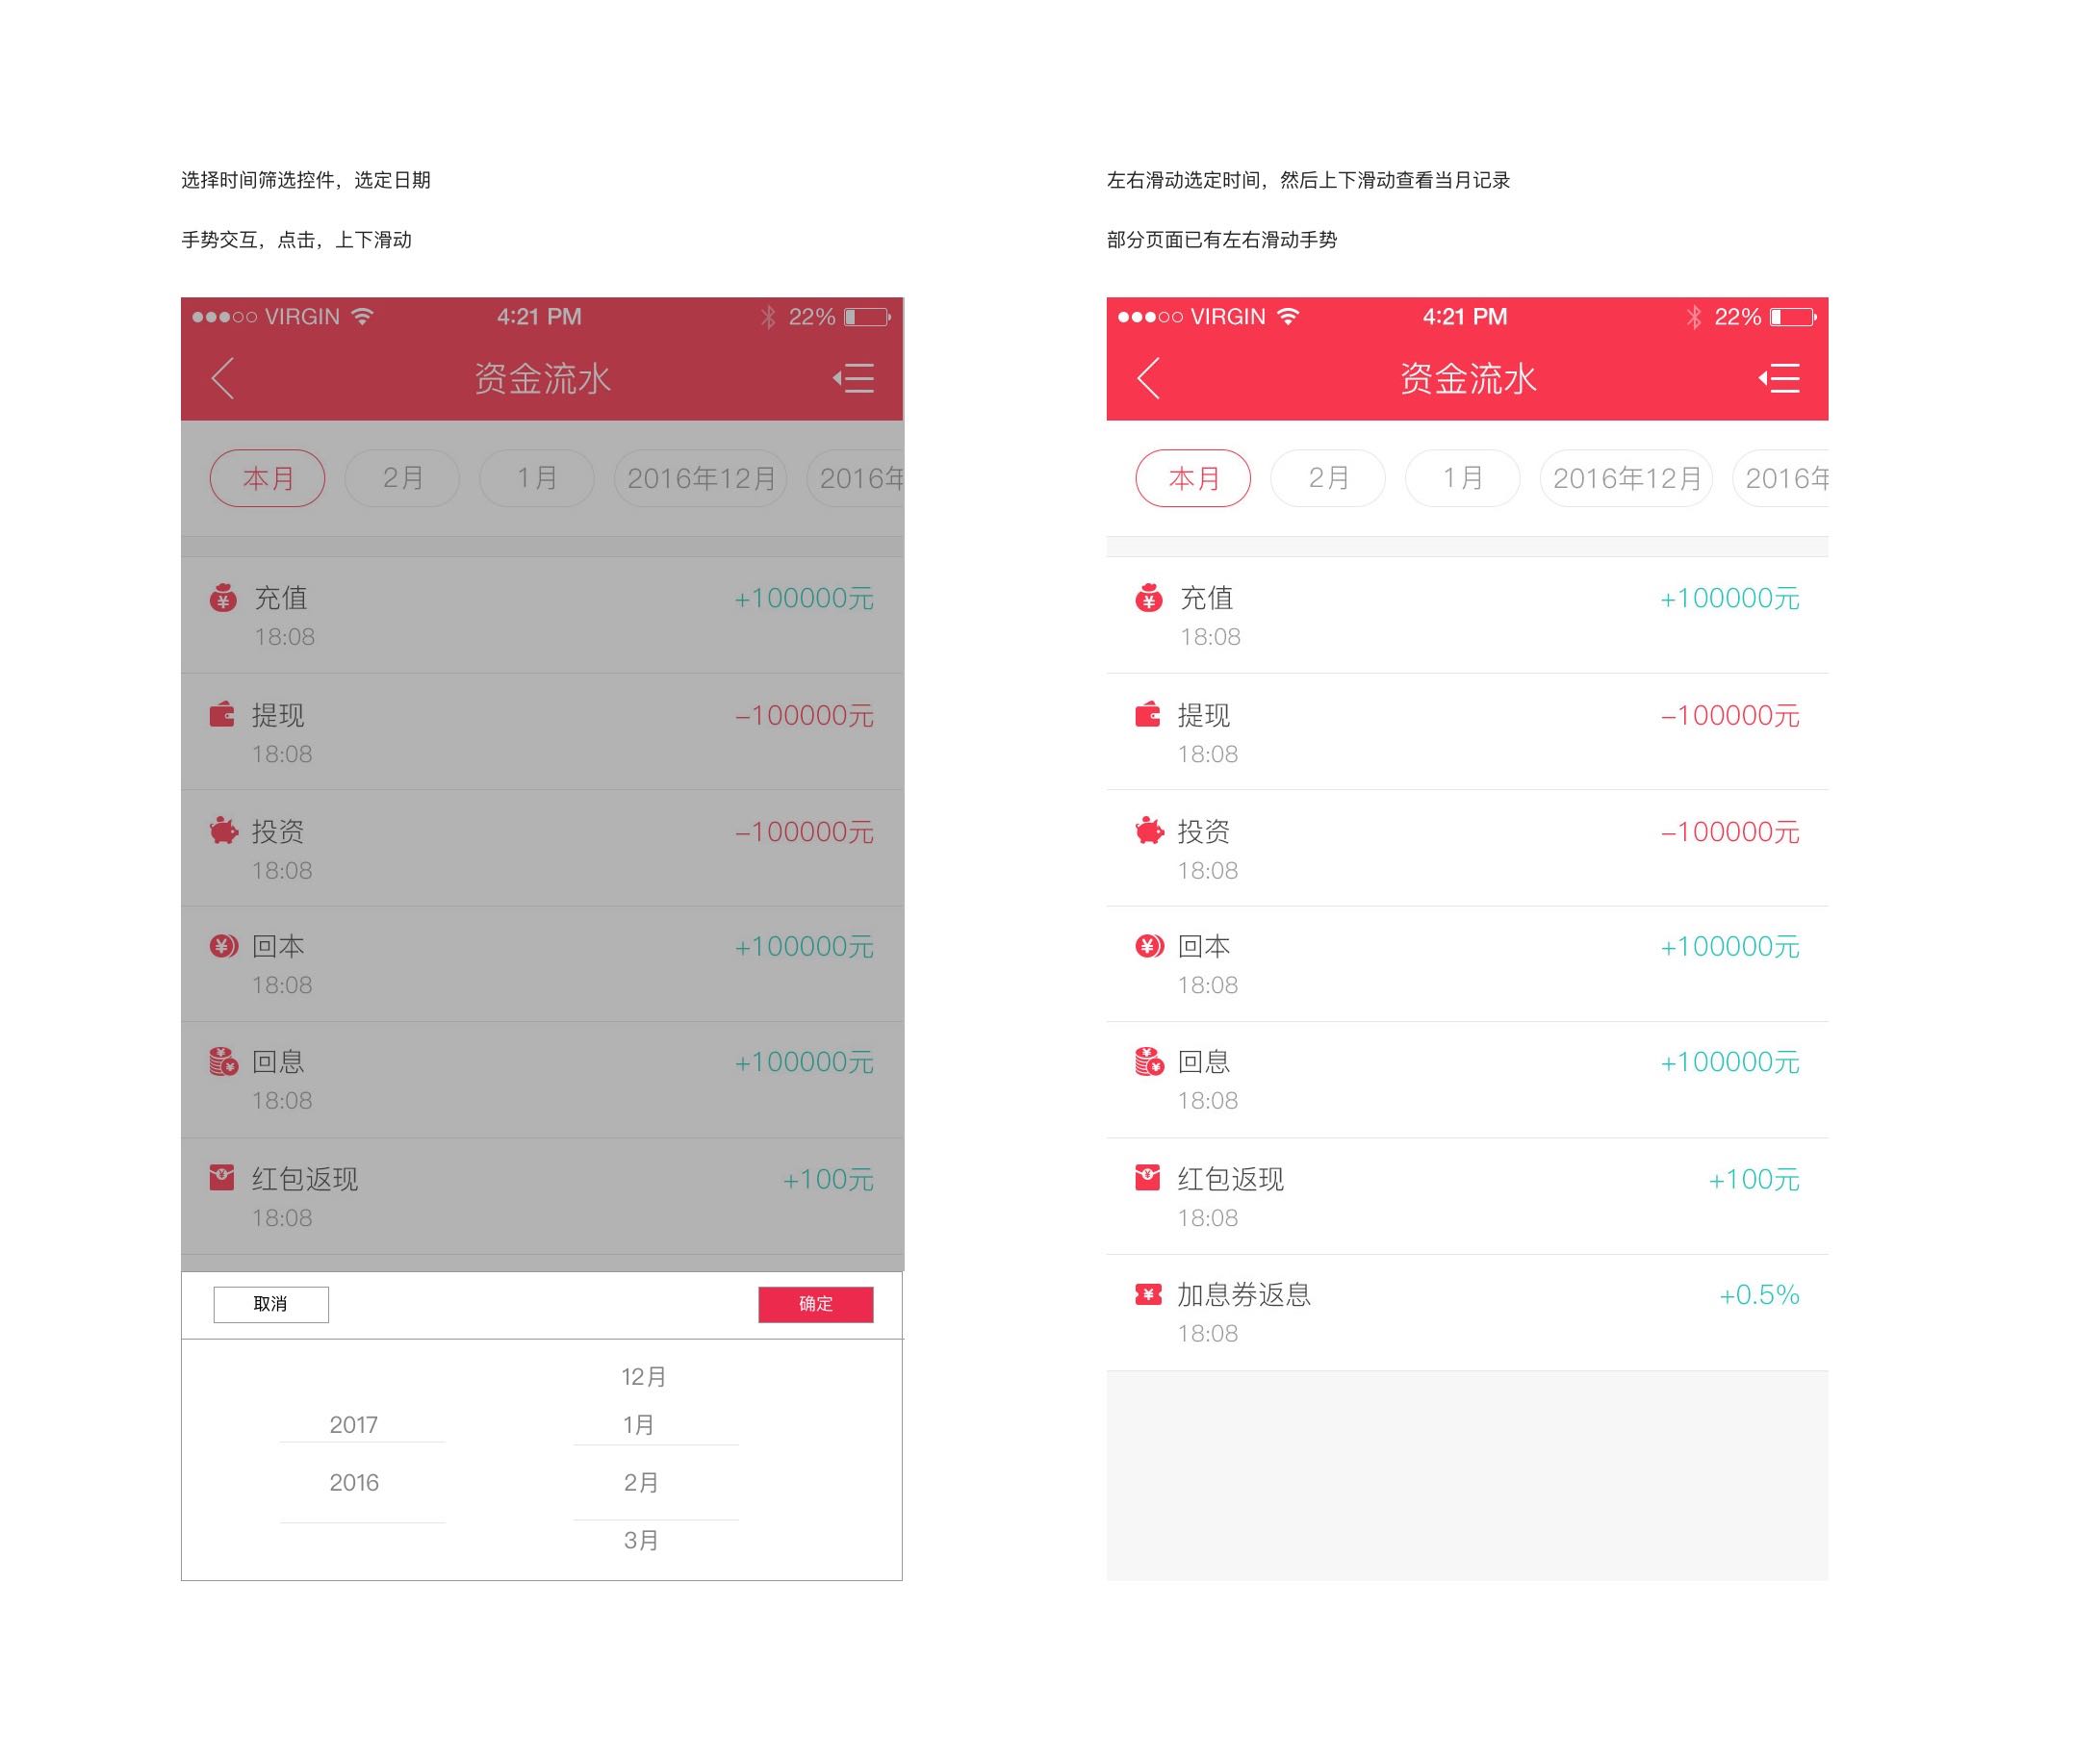 选择时间筛选控件，选定日期
手势交互，点击，上下滑动
VIRGIN 4:21 PM 22%
资金流水
本月 2月 1月 2016年12月 2016年
充值 +100000元
18:08
提现 –100000元
18:08
投资 –100000元
18:08
回本 +100000元
18:08
回息 +100000元
18:08
红包返现 +100元
18:08
取消 确定
12月
2017 1月
2016 2月
3月
左右滑动选定时间，然后上下滑动查看当月记录
部分页面已有左右滑动手势
VIRGIN 4:21 PM 22%
资金流水
本月 2月 1月 2016年12月 2016年
充值 +100000元
18:08
提现 –100000元
18:08
投资 –100000元
18:08
回本 +100000元
18:08
回息 +100000元
18:08
红包返现 +100元
18:08
加息券返息 +0.5%
18:08